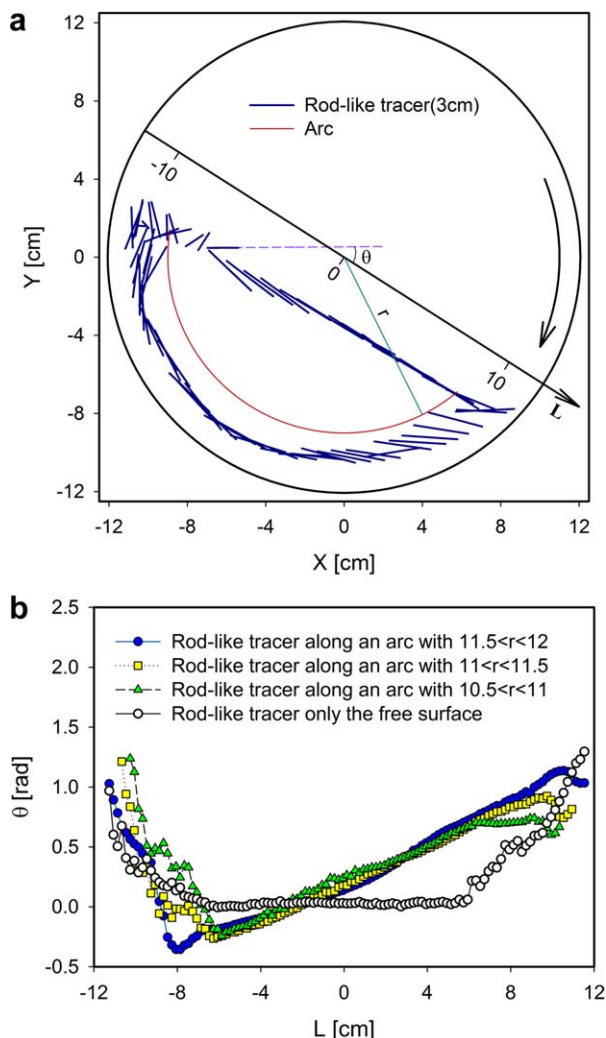 a
12
8
4
0
-4
-8
-12
Y [cm]
Rod-like tracer(3cm)
Arc
-10
0
θ
r
10
L
-12
-8
-4
0
4
8
12
X [cm]
b
2.5
2.0
1.5
1.0
0.5
0.0
-0.5
θ [rad]
Rod-like tracer along an arc with 11.5<r<12
Rod-like tracer along an arc with 11<r<11.5
Rod-like tracer along an arc with 10.5<r<11
Rod-like tracer only the free surface
-12
-8
-4
0
4
8
12
L [cm]